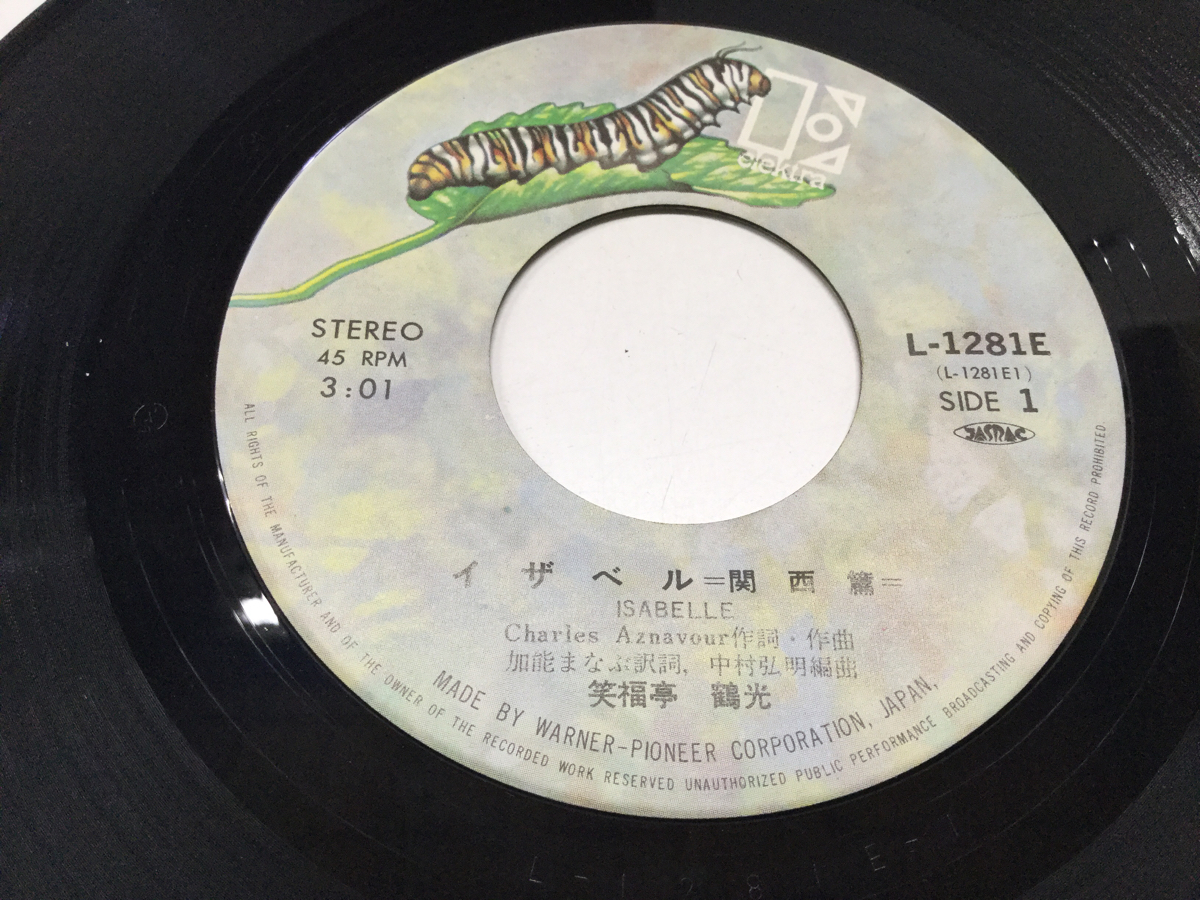 elektra
STEREO
45 RPM
3:01
L-1281E
(L-1281E1)
SIDE 1
JASRAC
イザベル=関西篇=
ISABELLE
Charles Aznavour作詞・作曲
加能まなぶ訳詞, 中村弘明編曲
笑福亭 鶴光
MADE BY WARNER-PIONEER CORPORATION, JAPAN,
ALL RIGHTS OF THE MANUFACTURER AND OF THE OWNER OF THE RECORDED WORK RESERVED UNAUTHORIZED PUBLIC PERFORMANCE BROADCASTING AND COPYING OF THIS RECORD PROHIBITED